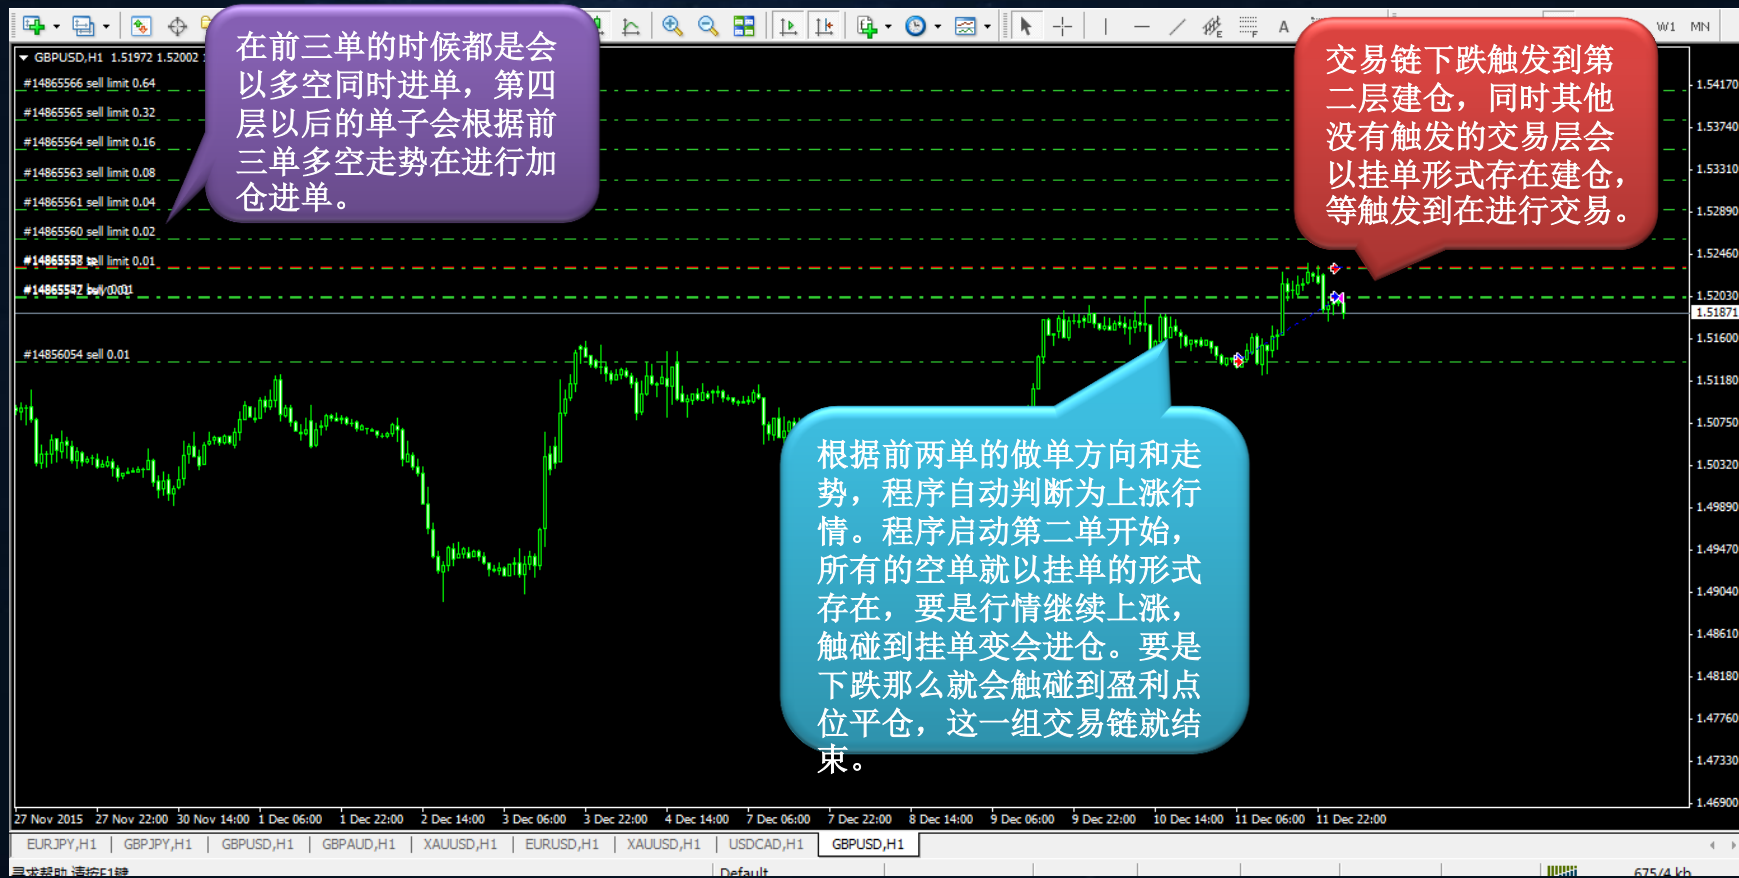 W1 MN
GBPUSD,H1 1.51972 1.52002
在前三单的时候都是会
以多空同时进单，第四
层以后的单子会根据前
三单多空走势在进行加
仓进单。
交易链下跌触发到第
二层建仓，同时其他
没有触发的交易层会
以挂单形式存在建仓，
等触发到在进行交易。
#14865566 sell limit 0.64
#14865565 sell limit 0.32
#14865564 sell limit 0.16
#14865563 sell limit 0.08
#14865561 sell limit 0.04
#14865560 sell limit 0.02
sell limit 0.01
#14856054 sell 0.01
根据前两单的做单方向和走
势，程序自动判断为上涨行
情。程序启动第二单开始，
所有的空单就以挂单的形式
存在，要是行情继续上涨，
触碰到挂单变会进仓。要是
下跌那么就会触碰到盈利点
位平仓，这一组交易链就结
束。
1.54170
1.53740
1.53310
1.52890
1.52460
1.52030
1.51871
1.51600
1.51180
1.50750
1.50320
1.49890
1.49470
1.49040
1.48610
1.48180
1.47760
1.47330
1.46900
27 Nov 2015 27 Nov 22:00 30 Nov 14:00 1 Dec 06:00 1 Dec 22:00 2 Dec 14:00 3 Dec 06:00 3 Dec 22:00 4 Dec 14:00 7 Dec 06:00 7 Dec 22:00 8 Dec 14:00 9 Dec 06:00 9 Dec 22:00 10 Dec 14:00 11 Dec 06:00 11 Dec 22:00
EURJPY,H1 GBPJPY,H1 GBPUSD,H1 GBPAUD,H1 XAUUSD,H1 EURUSD,H1 XAUUSD,H1 USDCAD,H1 GBPUSD,H1
寻求帮助,请按F1键 Default 675/4 kb